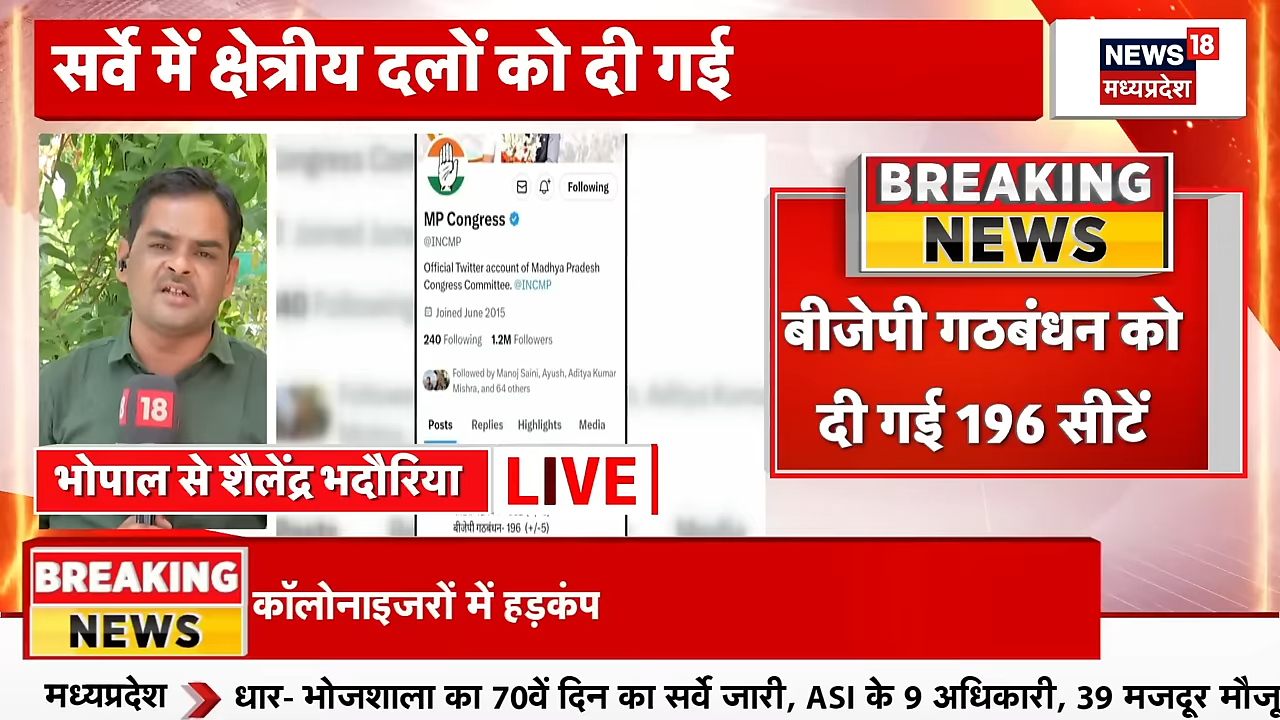 सर्वे में क्षेत्रीय दलों को दी गई
NEWS 18
मध्यप्रदेश
BREAKING
NEWS
बीजेपी गठबंधन को
दी गई 196 सीटें
Following
MP Congress
@INCMP
Official Twitter account of Madhya Pradesh
Congress Committee. @INCMP
Joined June 2015
240 Following 1.2M Followers
Followed by Manoj Saini, Ayush, Aditya Kumar
Mishra, and 64 others
Posts Replies Highlights Media
बीजेपी गठबंधन- 196 (+/-5)
18
भोपाल से शैलेंद्र भदौरिया
LIVE
BREAKING
NEWS
कॉलोनाइजरों में हड़कंप
मध्यप्रदेश
धार- भोजशाला का 70वें दिन का सर्वे जारी, ASI के 9 अधिकारी, 39 मजदूर मौजू